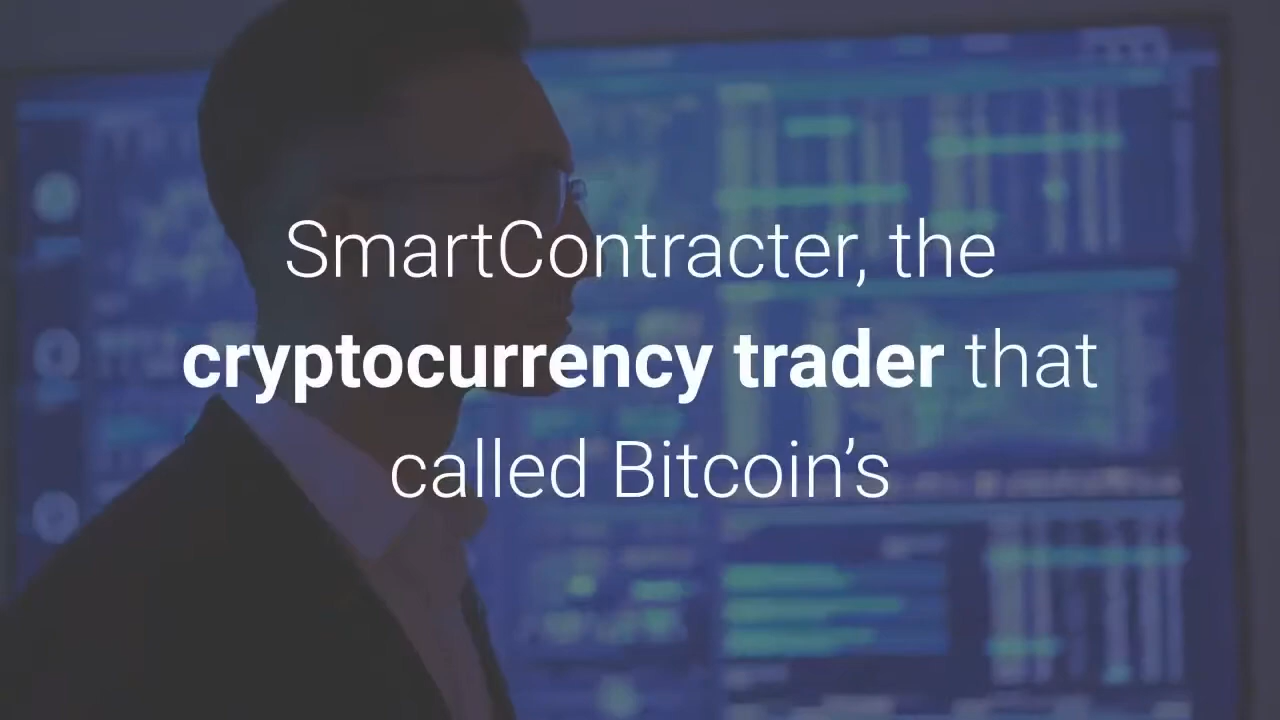 SmartContracter, the
cryptocurrency trader that
called Bitcoin’s